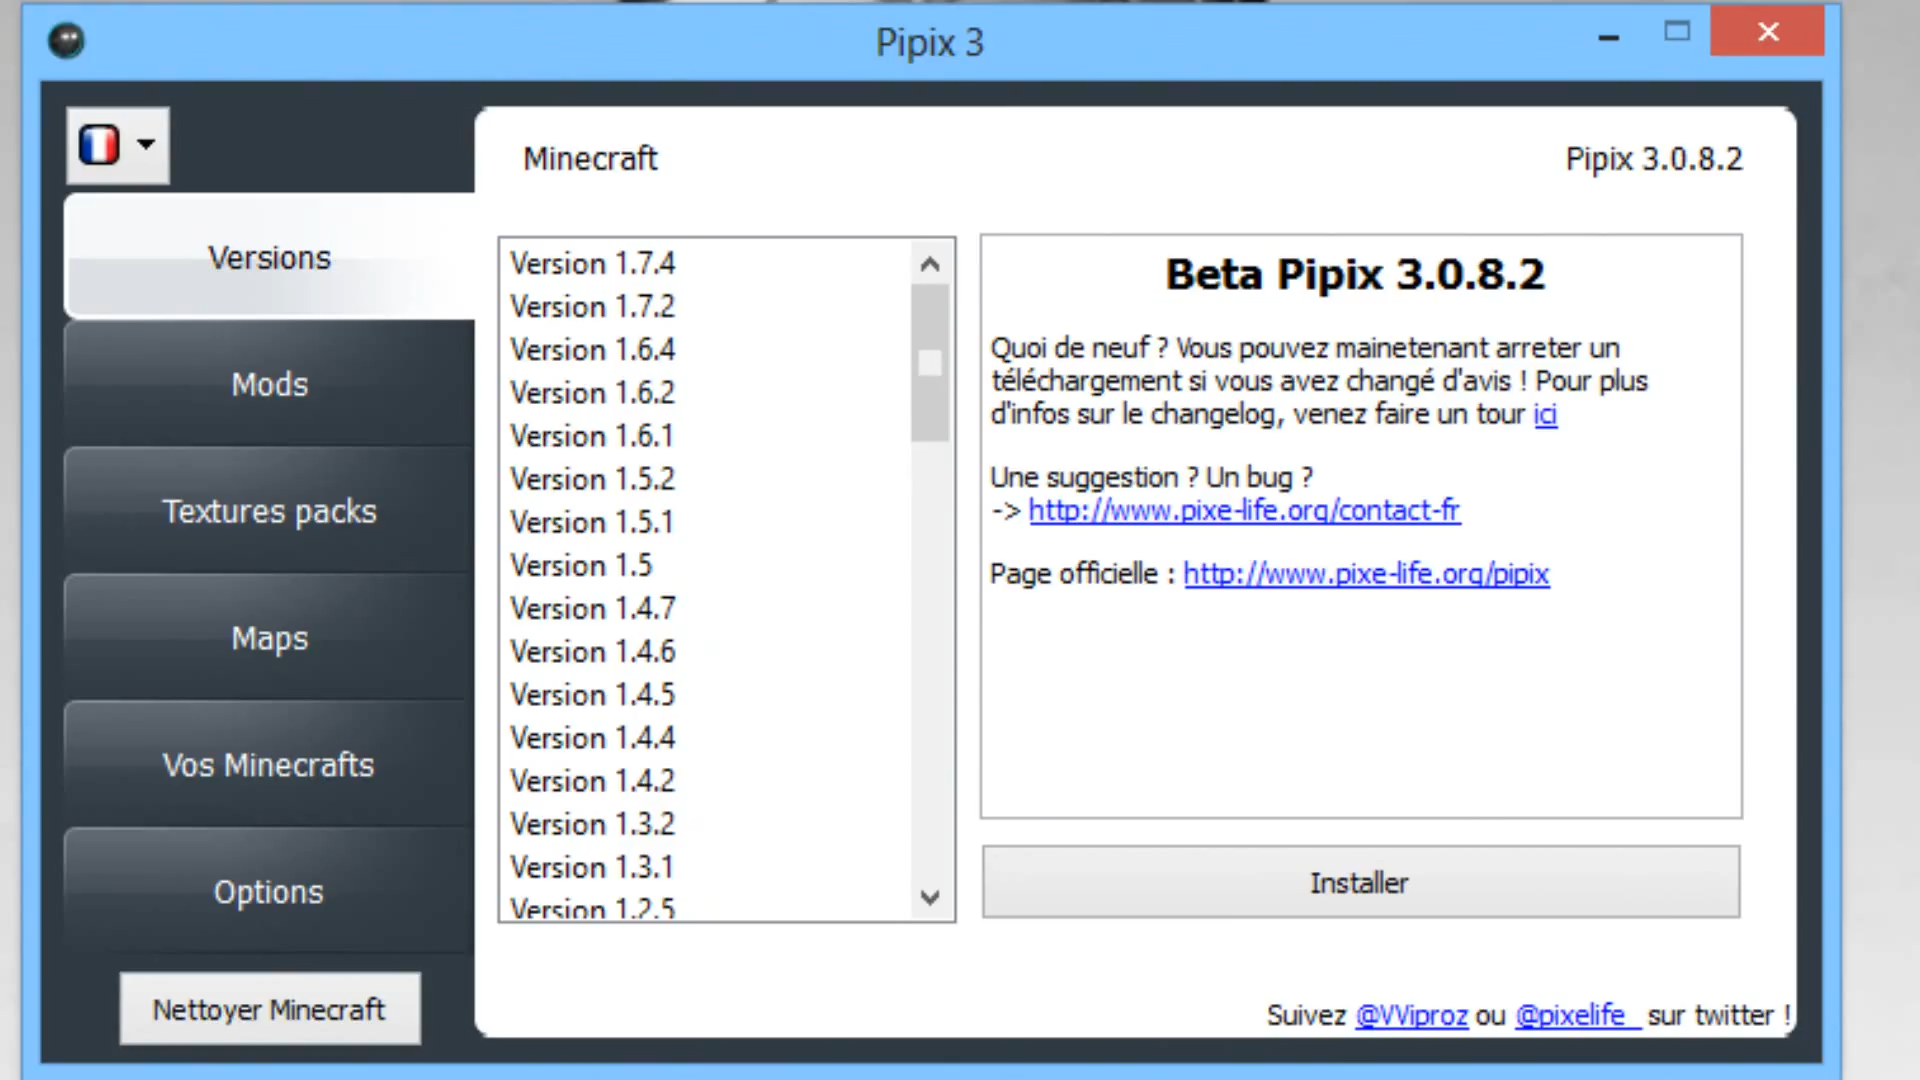 Pipix 3
Minecraft
Pipix 3.0.8.2
Versions
Mods
Textures packs
Maps
Vos Minecrafts
Options
Nettoyer Minecraft
Version 1.7.4
Version 1.7.2
Version 1.6.4
Version 1.6.2
Version 1.6.1
Version 1.5.2
Version 1.5.1
Version 1.5
Version 1.4.7
Version 1.4.6
Version 1.4.5
Version 1.4.4
Version 1.4.2
Version 1.3.2
Version 1.3.1
Version 1.2.5
Beta Pipix 3.0.8.2
Quoi de neuf ? Vous pouvez mainetenant arreter un
téléchargement si vous avez changé d'avis ! Pour plus
d'infos sur le changelog, venez faire un tour ici
Une suggestion ? Un bug ?
-> http://www.pixe-life.org/contact-fr
Page officielle : http://www.pixe-life.org/pipix
Installer
Suivez @VViproz ou @pixelife_ sur twitter !